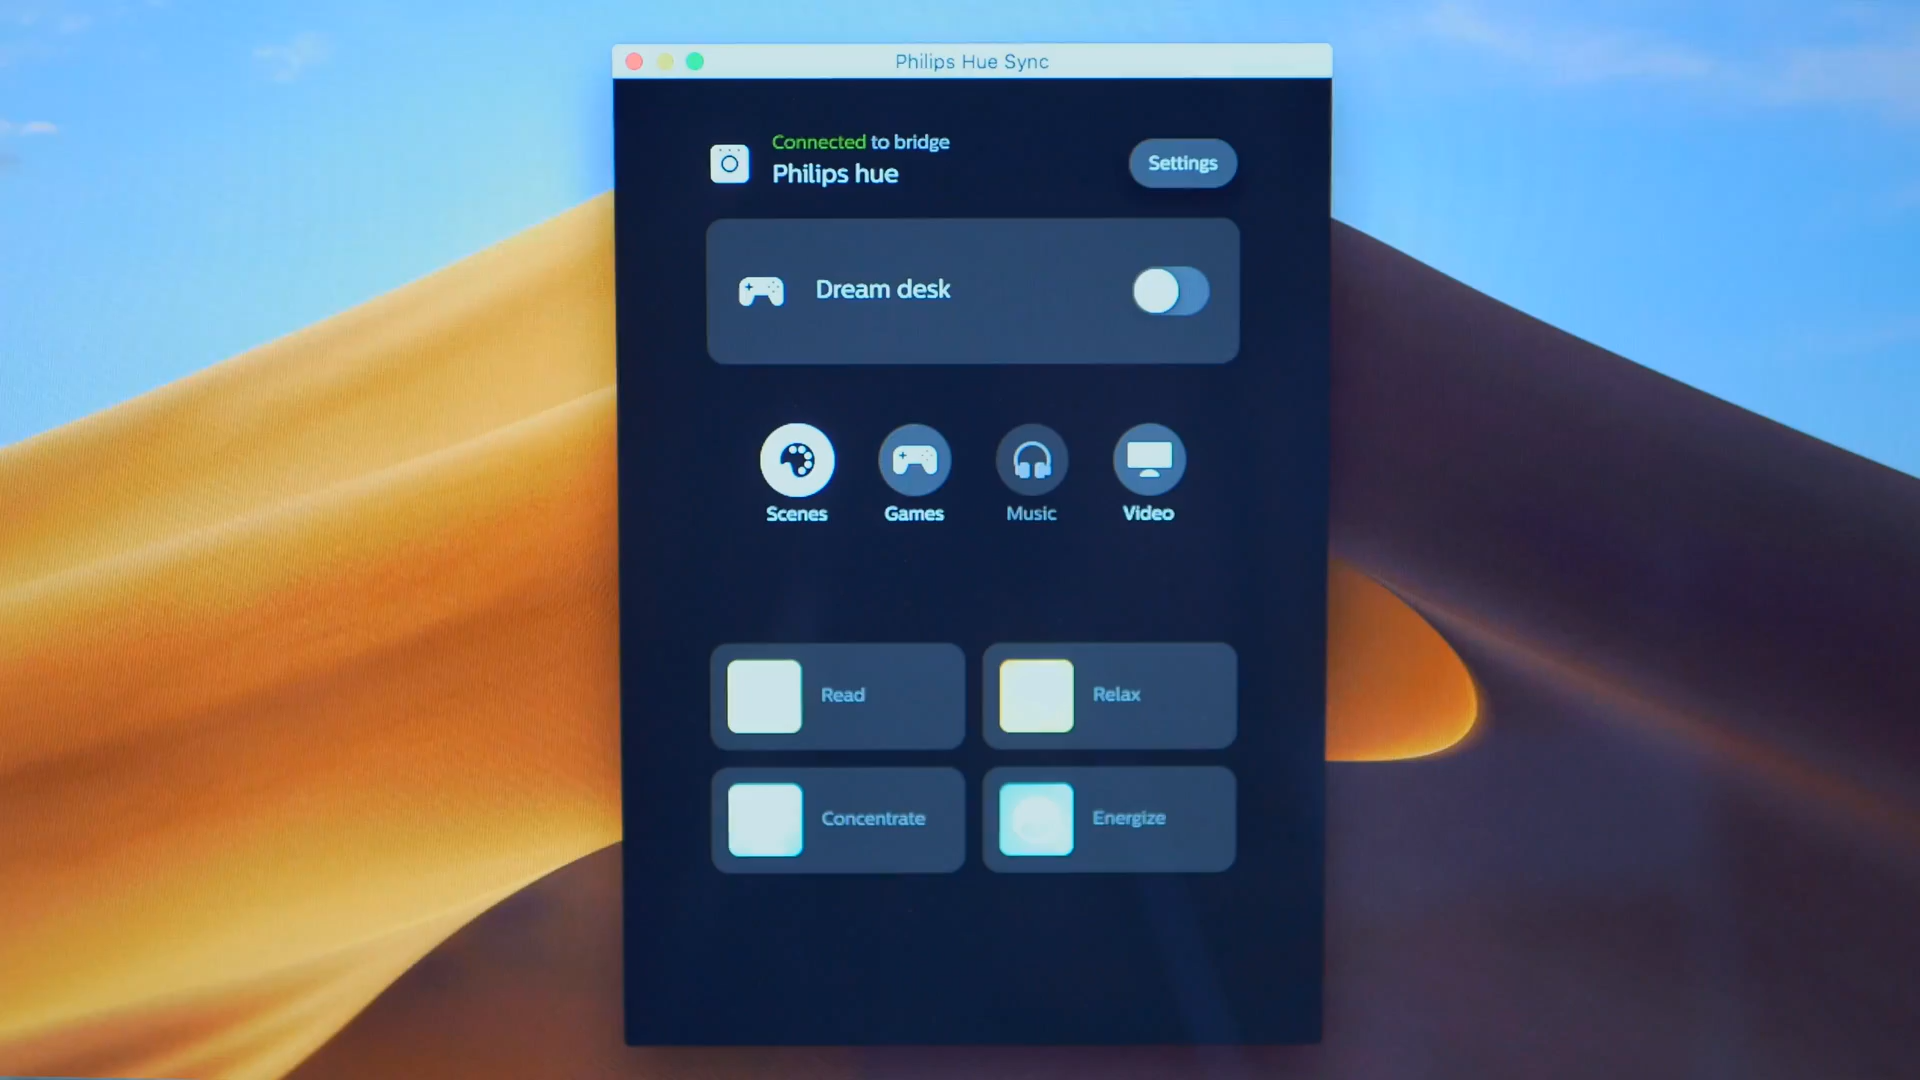 Philips Hue Sync
Connected to bridge
Philips hue
Settings
Dream desk
Scenes
Games
Music
Video
Read
Relax
Concentrate
Energize